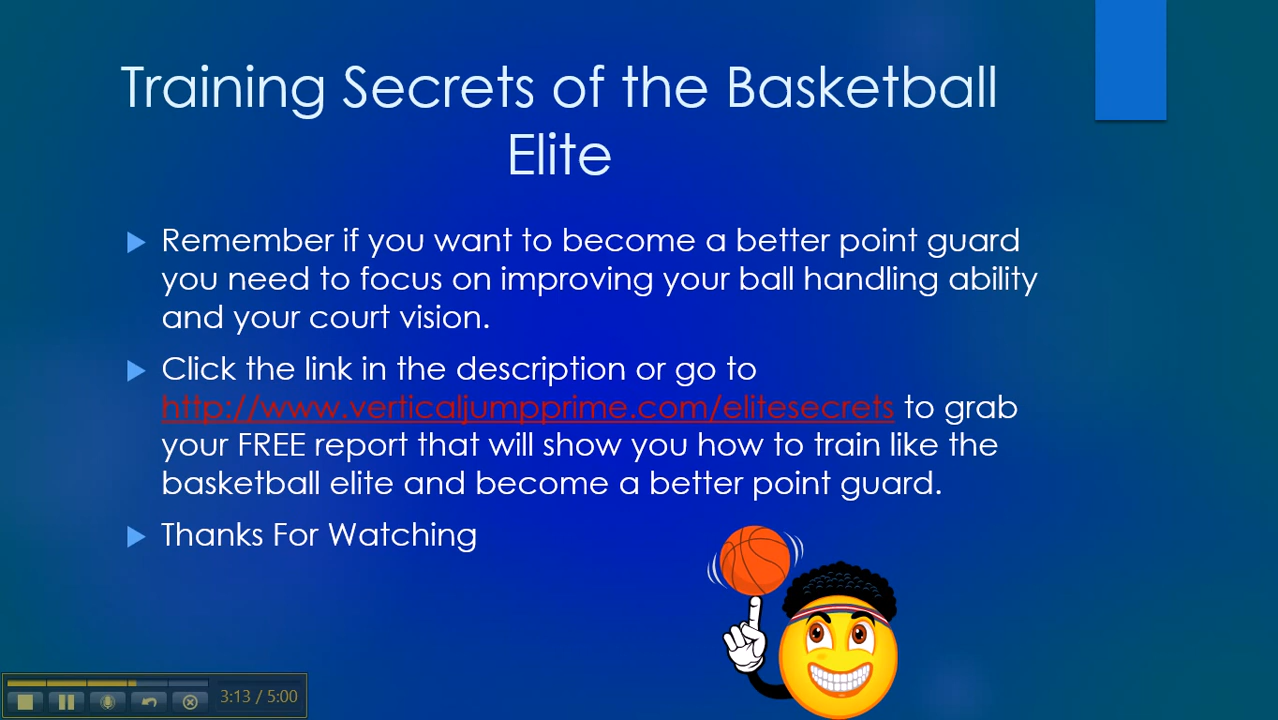 Training Secrets of the Basketball
Elite
Remember if you want to become a better point guard
you need to focus on improving your ball handling ability
and your court vision.
Click the link in the description or go to
http://www.verticaljumpprime.com/elitesecrets to grab
your FREE report that will show you how to train like the
basketball elite and become a better point guard.
Thanks For Watching
3:13 / 5:00